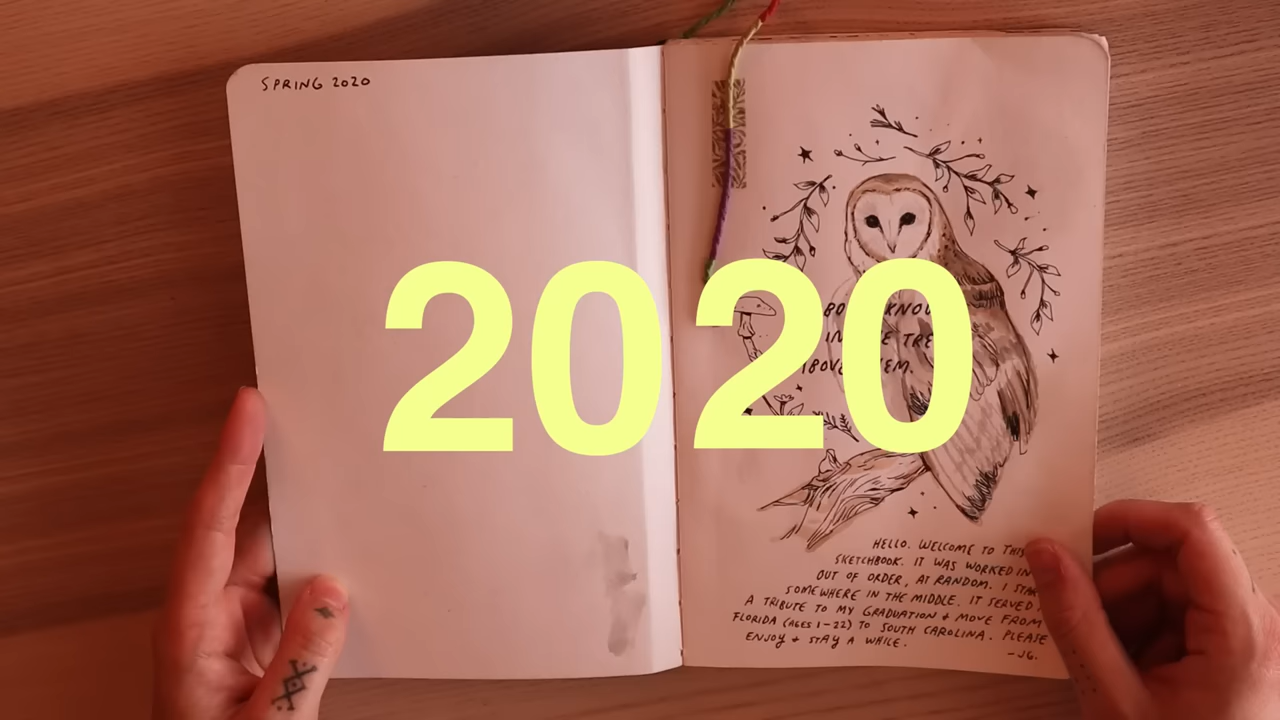 SPRING 2020
2020
KNOW
TRE
HELLO. WELCOME TO THIS
SKETCHBOOK. IT WAS WORKED IN
OUT OF ORDER, AT RANDOM. I
SOMEWHERE IN THE MIDDLE. IT SERVED
A TRIBUTE TO MY GRADUATION + MOVE FROM
FLORIDA (AGES 1-22) TO SOUTH CAROLINA. PLEASE
ENJOY + STAY A WHILE.
-JG.